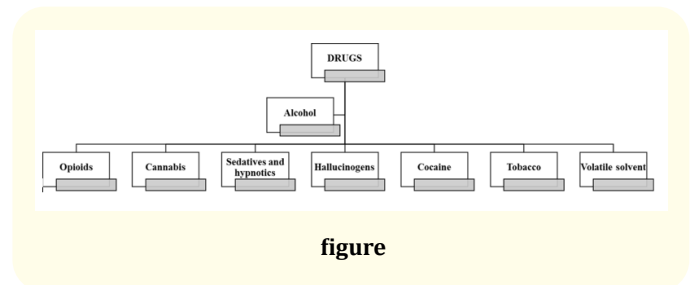 DRUGS
Alcohol
Opioids
Cannabis
Sedatives and
hypnotics
Hallucinogens
Cocaine
Tobacco
Volatile solvent
figure